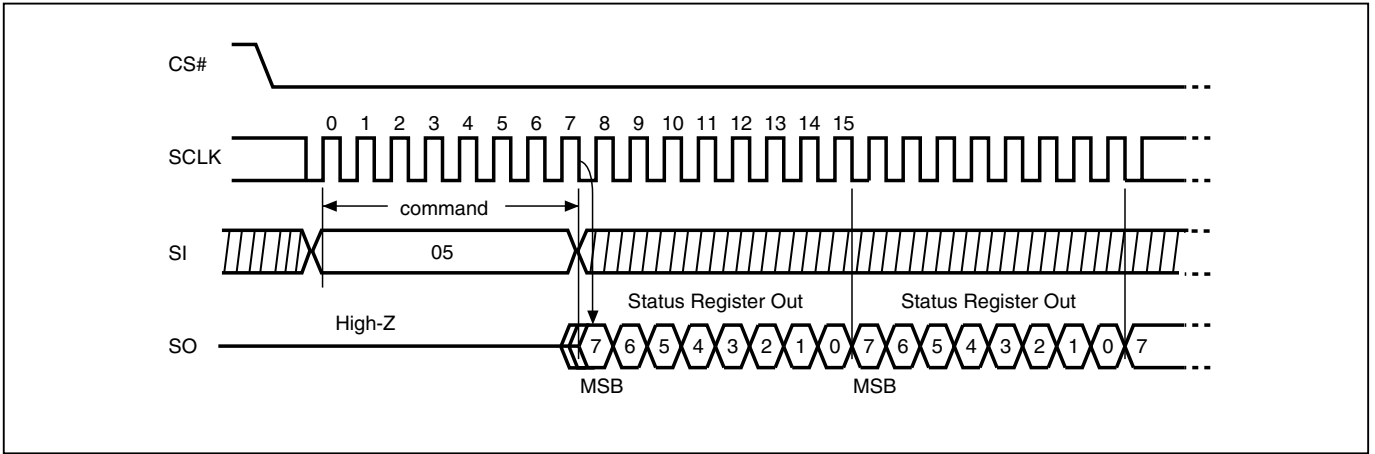 CS#
0 1 2 3 4 5 6 7 8 9 10 11 12 13 14 15
SCLK
command
SI
05
Status Register Out Status Register Out
High-Z
SO
7 6 5 4 3 2 1 0 7 6 5 4 3 2 1 0 7
MSB MSB